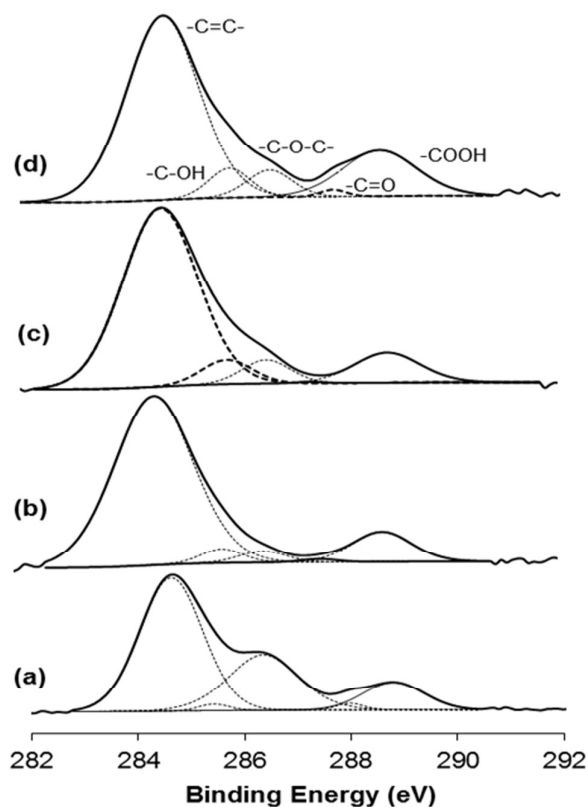 -C=C-
-C-O-C-
(d)
-C-OH
-COOH
-C=O
(c)
(b)
(a)
282 284 286 288 290 292
Binding Energy (eV)